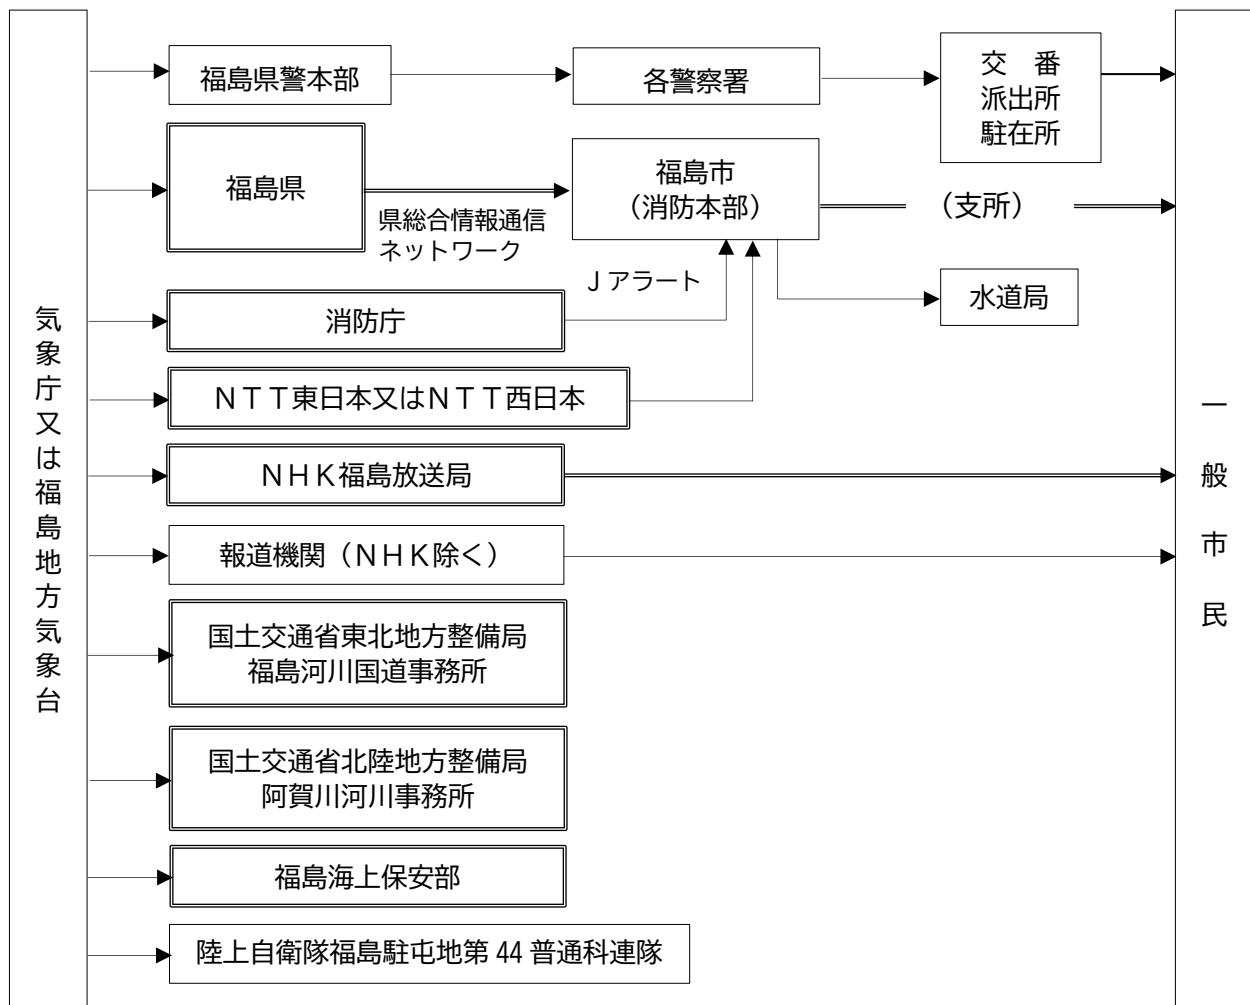 気象庁又は福島地方気象台
福島県警本部
各警察署
交　番
派出所
駐在所
福島県
県総合情報通信
ネットワーク
福島市
（消防本部）
（支所）
Ｊアラート
水道局
消防庁
ＮＴＴ東日本又はＮＴＴ西日本
ＮＨＫ福島放送局
報道機関（ＮＨＫ除く）
国土交通省東北地方整備局
福島河川国道事務所
国土交通省北陸地方整備局
阿賀川河川事務所
福島海上保安部
陸上自衛隊福島駐屯地第 44 普通科連隊
一般市民